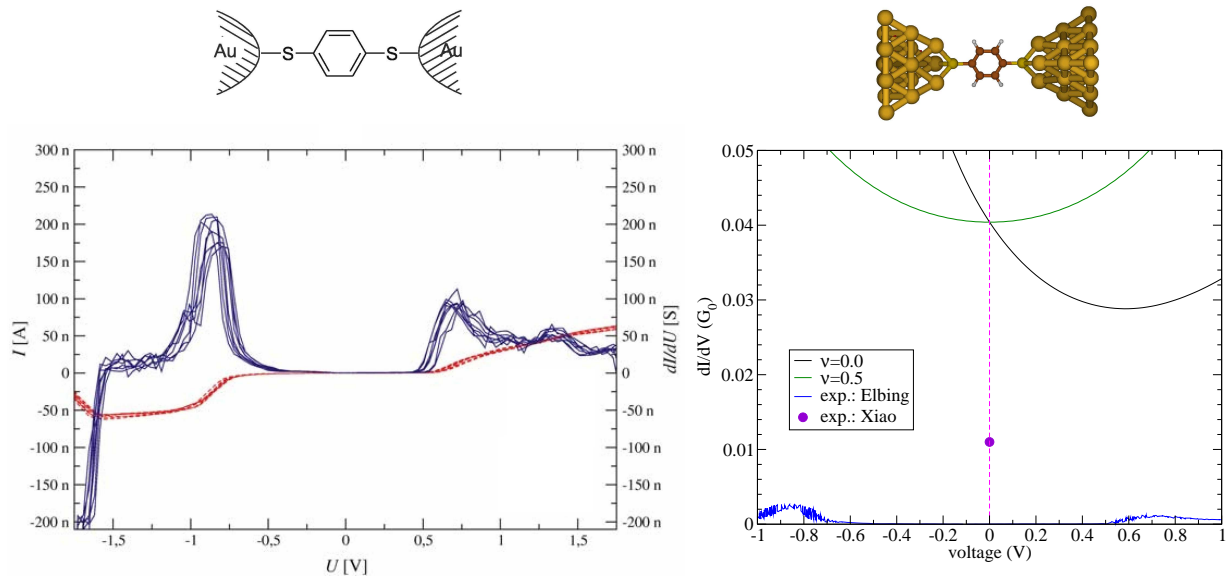 Au
S
S
Au
300 n
250 n
200 n
150 n
100 n
50 n
0
-50 n
-100 n
-150 n
-200 n
I [A]
-1,5
-1
-0,5
0
0,5
1
1,5
U [V]
300 n
250 n
200 n
150 n
100 n
50 n
0
-50 n
-100 n
-150 n
-200 n
dI/dU [S]
0.05
0.04
0.03
0.02
0.01
0
dI/dV (G₀)
ν=0.0
ν=0.5
exp.: Elbing
exp.: Xiao
-1
-0.8
-0.6
-0.4
-0.2
0
0.2
0.4
0.6
0.8
1
voltage (V)